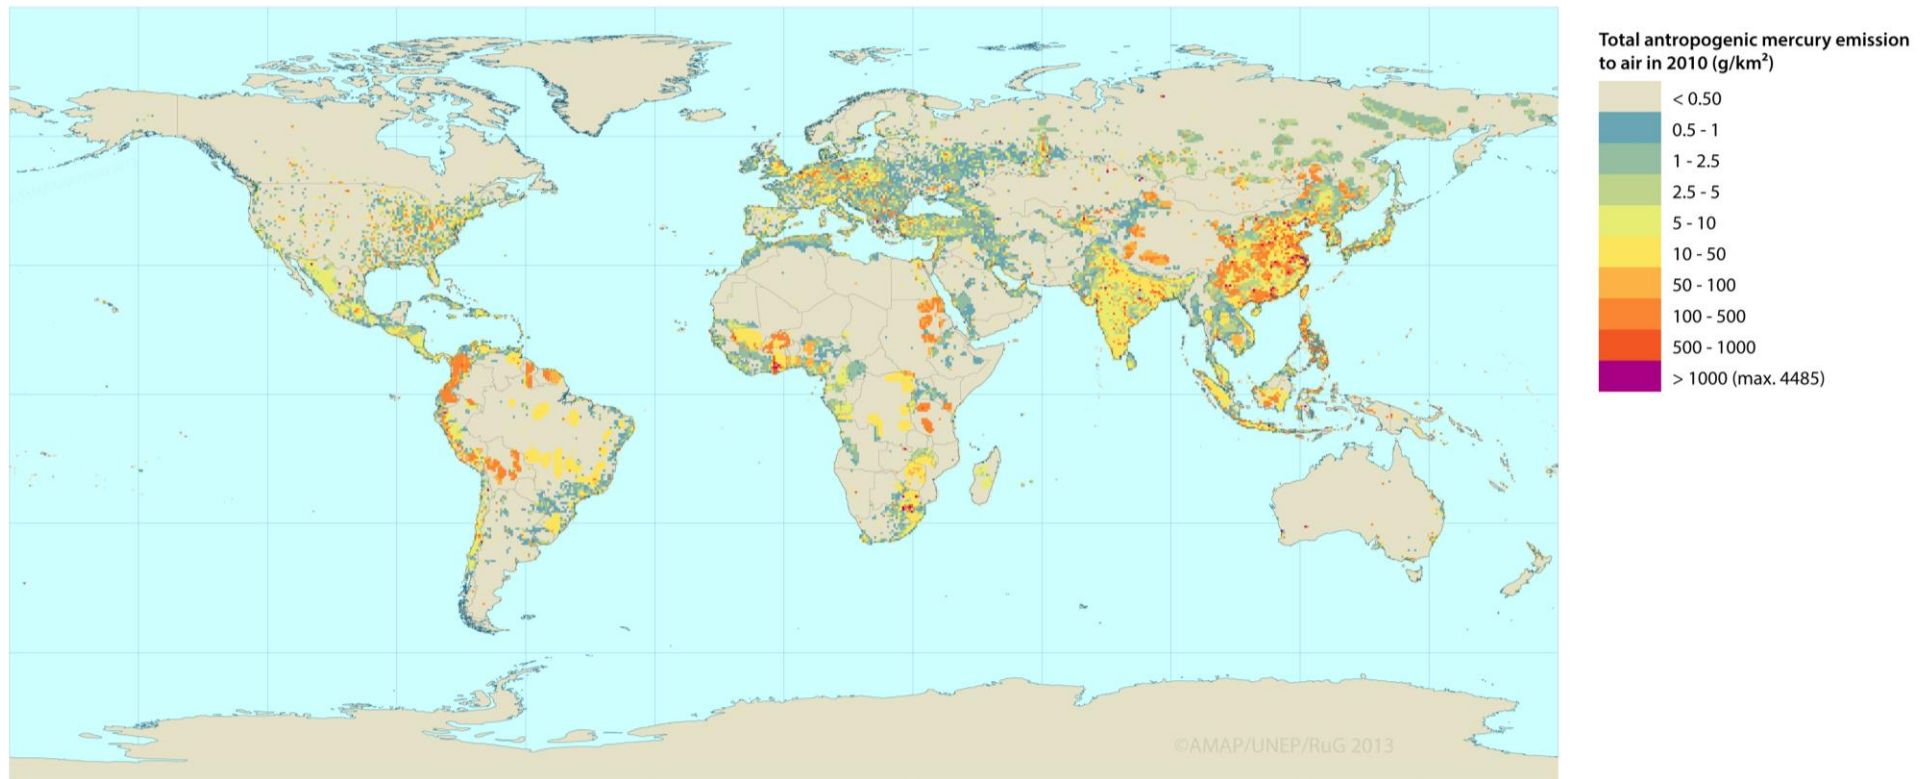 Total antropogenic mercury emission
to air in 2010 (g/km²)
< 0.50
0.5 - 1
1 - 2.5
2.5 - 5
5 - 10
10 - 50
50 - 100
100 - 500
500 - 1000
> 1000 (max. 4485)
©AMAP/UNEP/RuG 2013